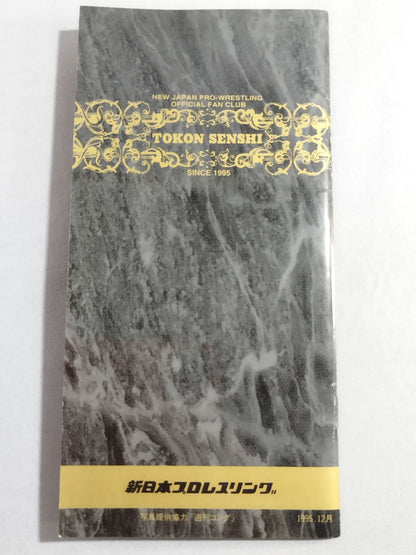 NEW JAPAN PRO-WRESTLING
OFFICIAL FAN CLUB
TOKON SENSHI
SINCE 1995
新日本プロレスリング
写真提供協力「週刊ゴング」 1995.12月